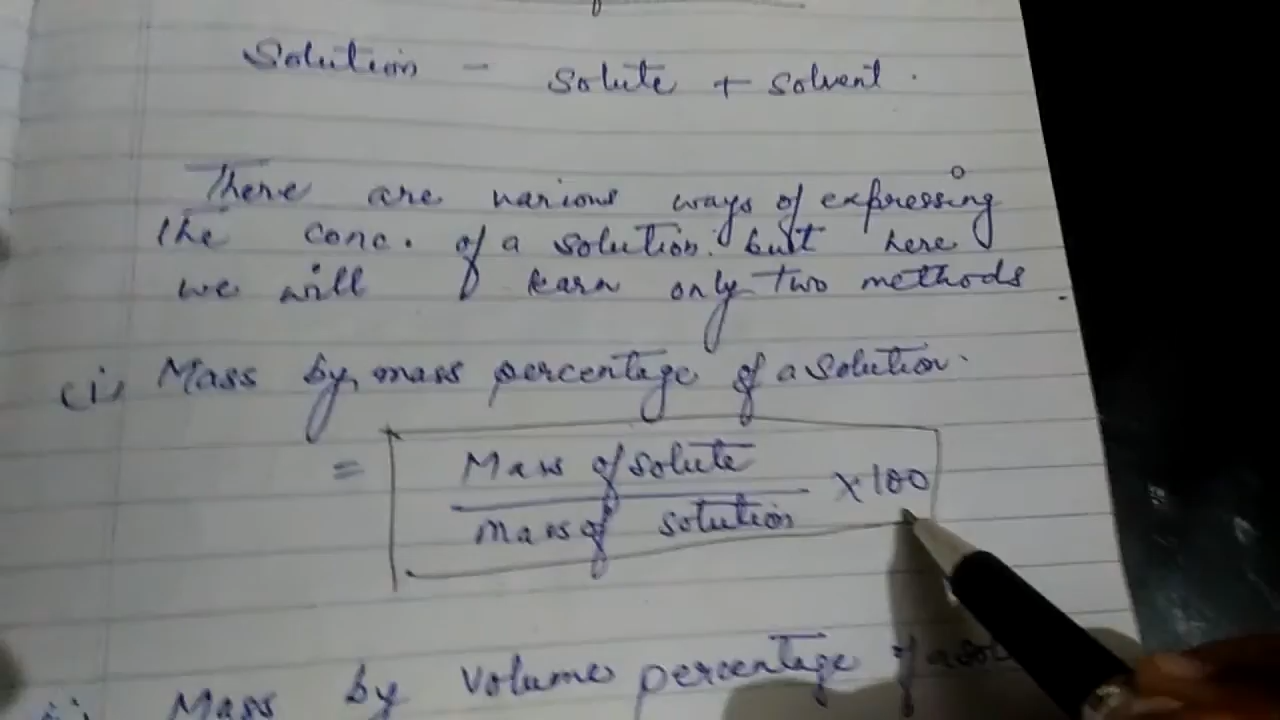 Solution - solute + solvent.
There are various ways of expressing
the conc. of a solution. but here
we will learn only two methods.
(i) Mass by mass percentage of a solution.
= Mass of solute
mass of solution × 100
Mass by volume percentage of a